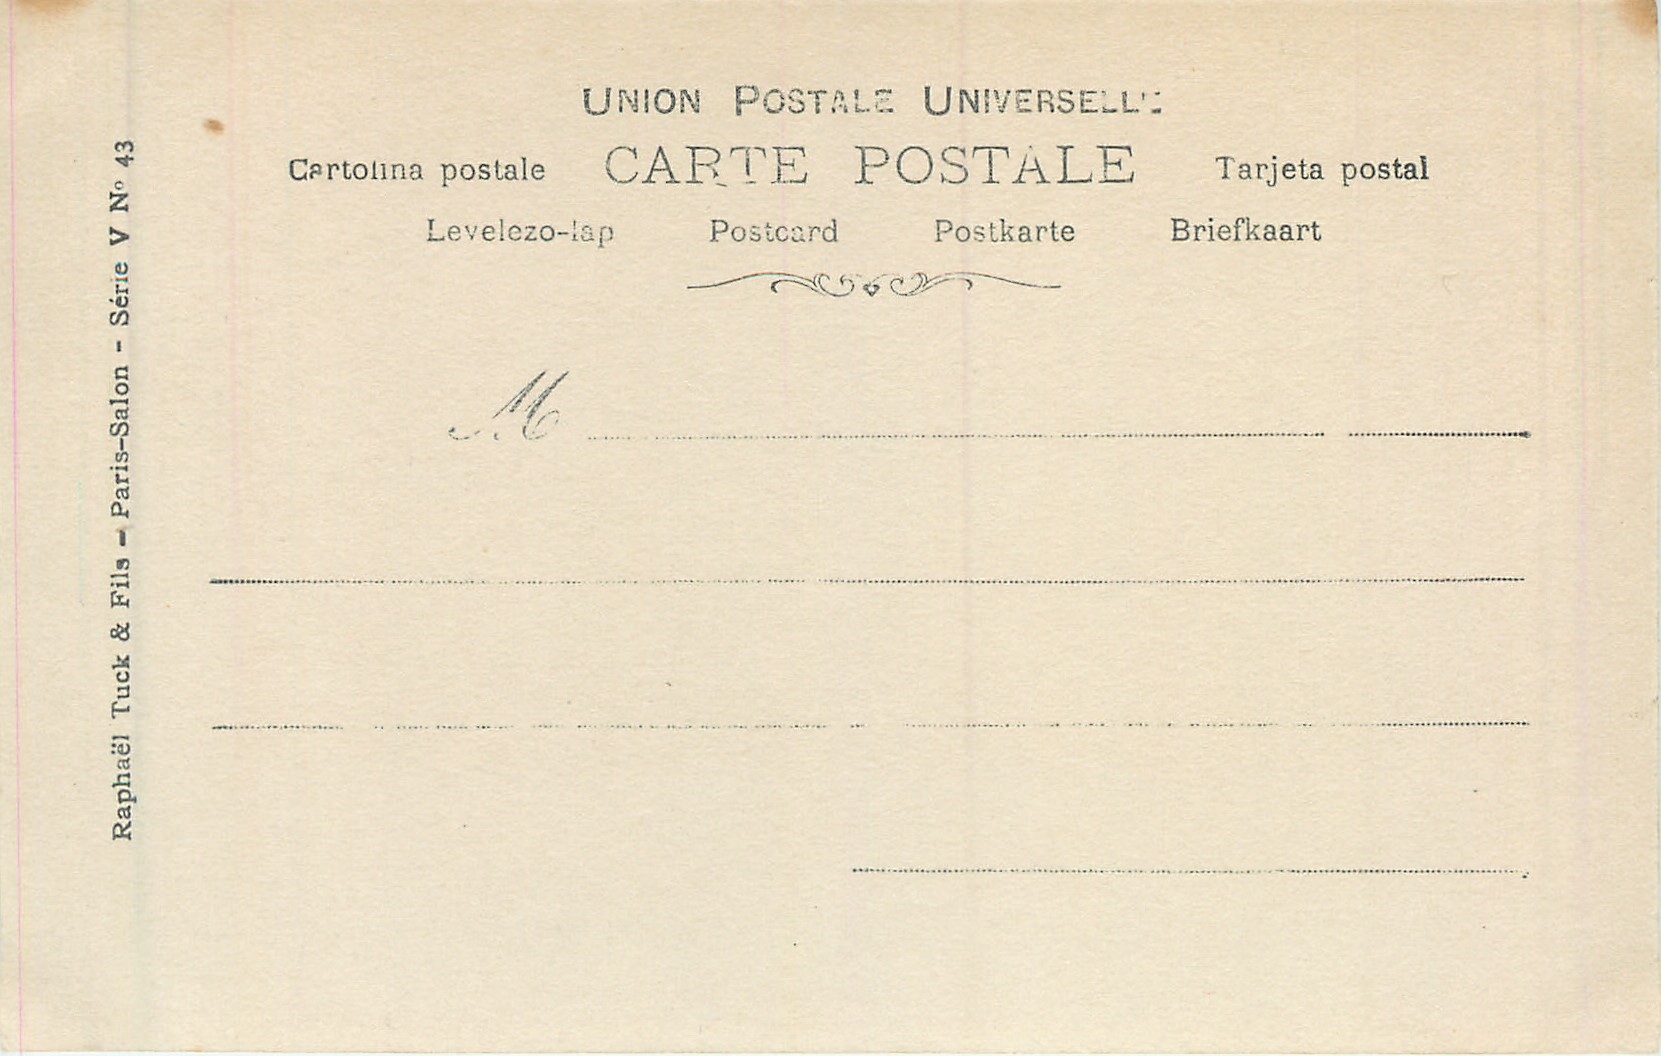 UNION POSTALE UNIVERSELLE
Cartolina postale CARTE POSTALE Tarjeta postal
Levelezo-lap Postcard Postkarte Briefkaart
M
Raphaël Tuck & Fils - Paris-Salon - Série V Nº 43